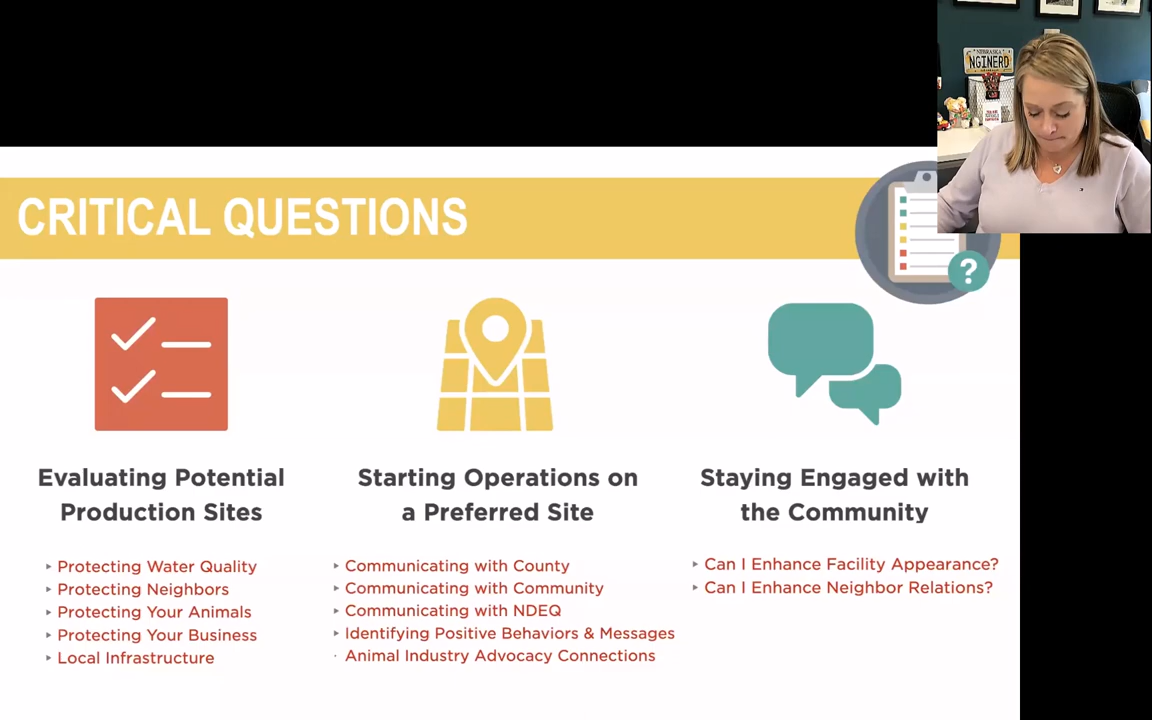 NEBRASKA
NGINERD
CRITICAL QUESTIONS
?
Evaluating Potential
Production Sites
‣ Protecting Water Quality
‣ Protecting Neighbors
‣ Protecting Your Animals
‣ Protecting Your Business
‣ Local Infrastructure
Starting Operations on
a Preferred Site
‣ Communicating with County
‣ Communicating with Community
‣ Communicating with NDEQ
‣ Identifying Positive Behaviors & Messages
· Animal Industry Advocacy Connections
Staying Engaged with
the Community
‣ Can I Enhance Facility Appearance?
‣ Can I Enhance Neighbor Relations?